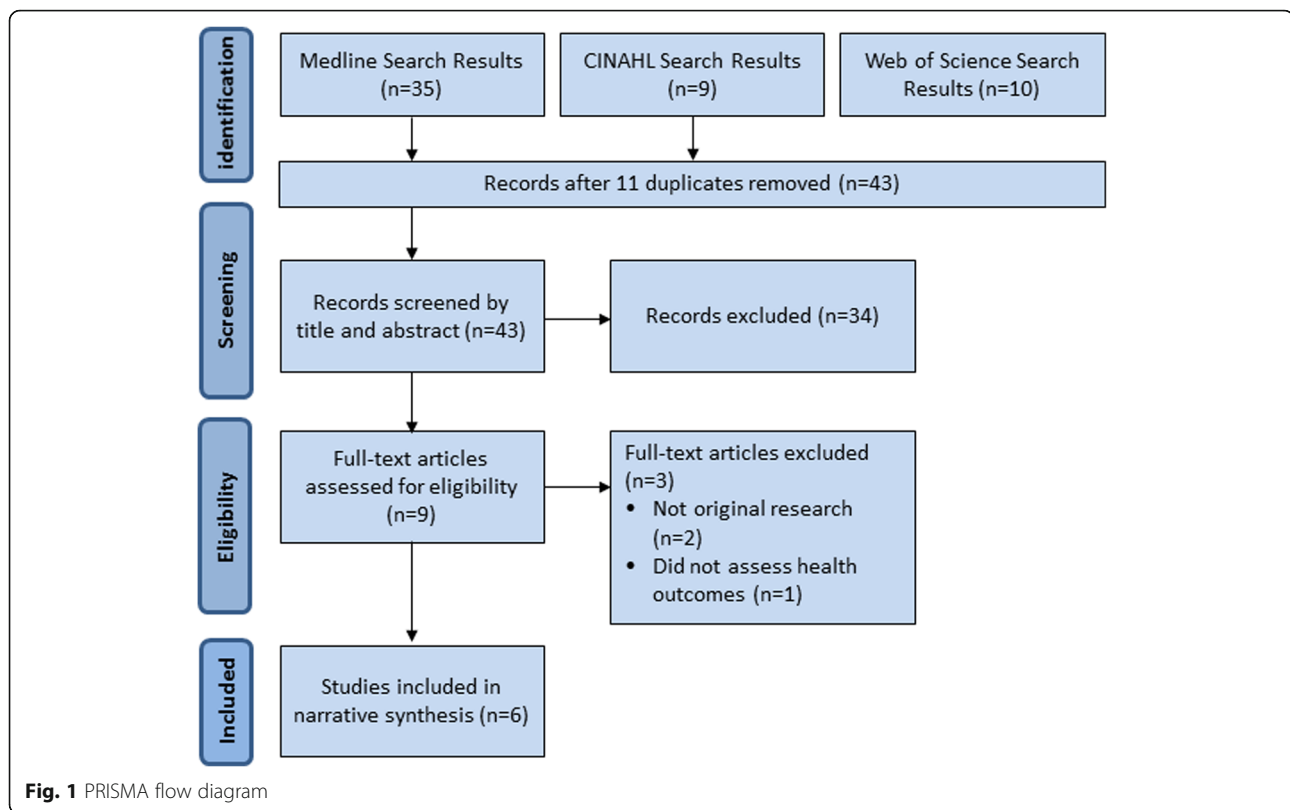 identification
Medline Search Results
(n=35)
CINAHL Search Results
(n=9)
Web of Science Search
Results (n=10)
Records after 11 duplicates removed (n=43)
Screening
Records screened by
title and abstract (n=43)
Records excluded (n=34)
Eligibility
Full-text articles
assessed for eligibility
(n=9)
Full-text articles excluded
(n=3)
• Not original research
(n=2)
• Did not assess health
outcomes (n=1)
Included
Studies included in
narrative synthesis (n=6)
Fig. 1 PRISMA flow diagram